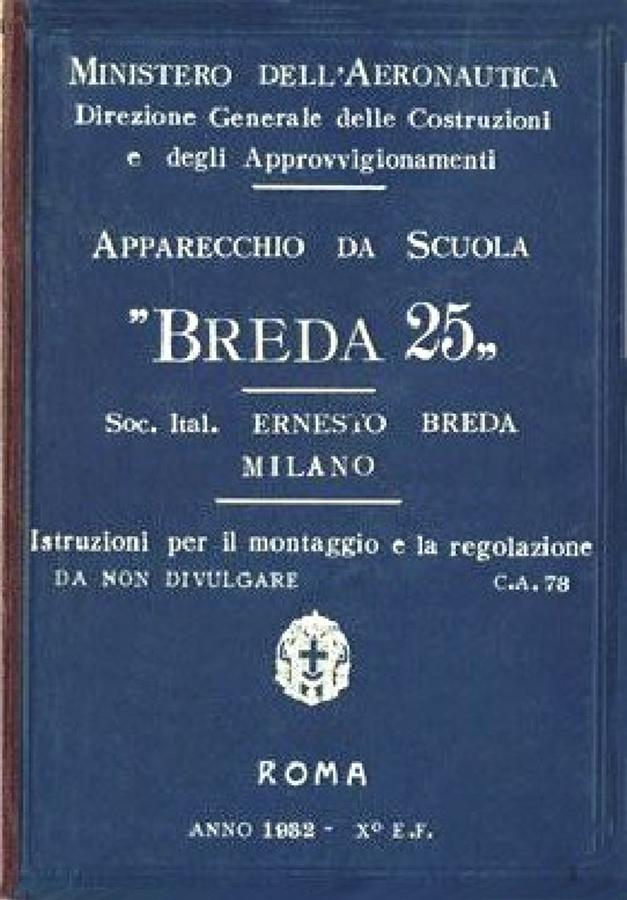 MINISTERO DELL'AERONAUTICA
Direzione Generale delle Costruzioni
e degli Approvvigionamenti
APPARECCHIO DA SCUOLA
"BREDA 25„
Soc. Ital. ERNESTO BREDA
MILANO
Istruzioni per il montaggio e la regolazione
DA NON DIVULGARE C.A. 78
ROMA
ANNO 1932 - Xº E.F.